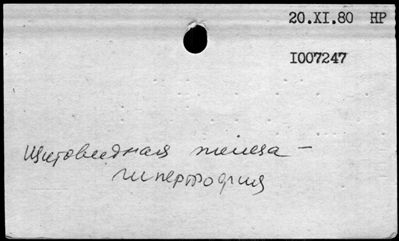 20.XI.80 HP
I007247
Щитовидная железа –
гипертрофия